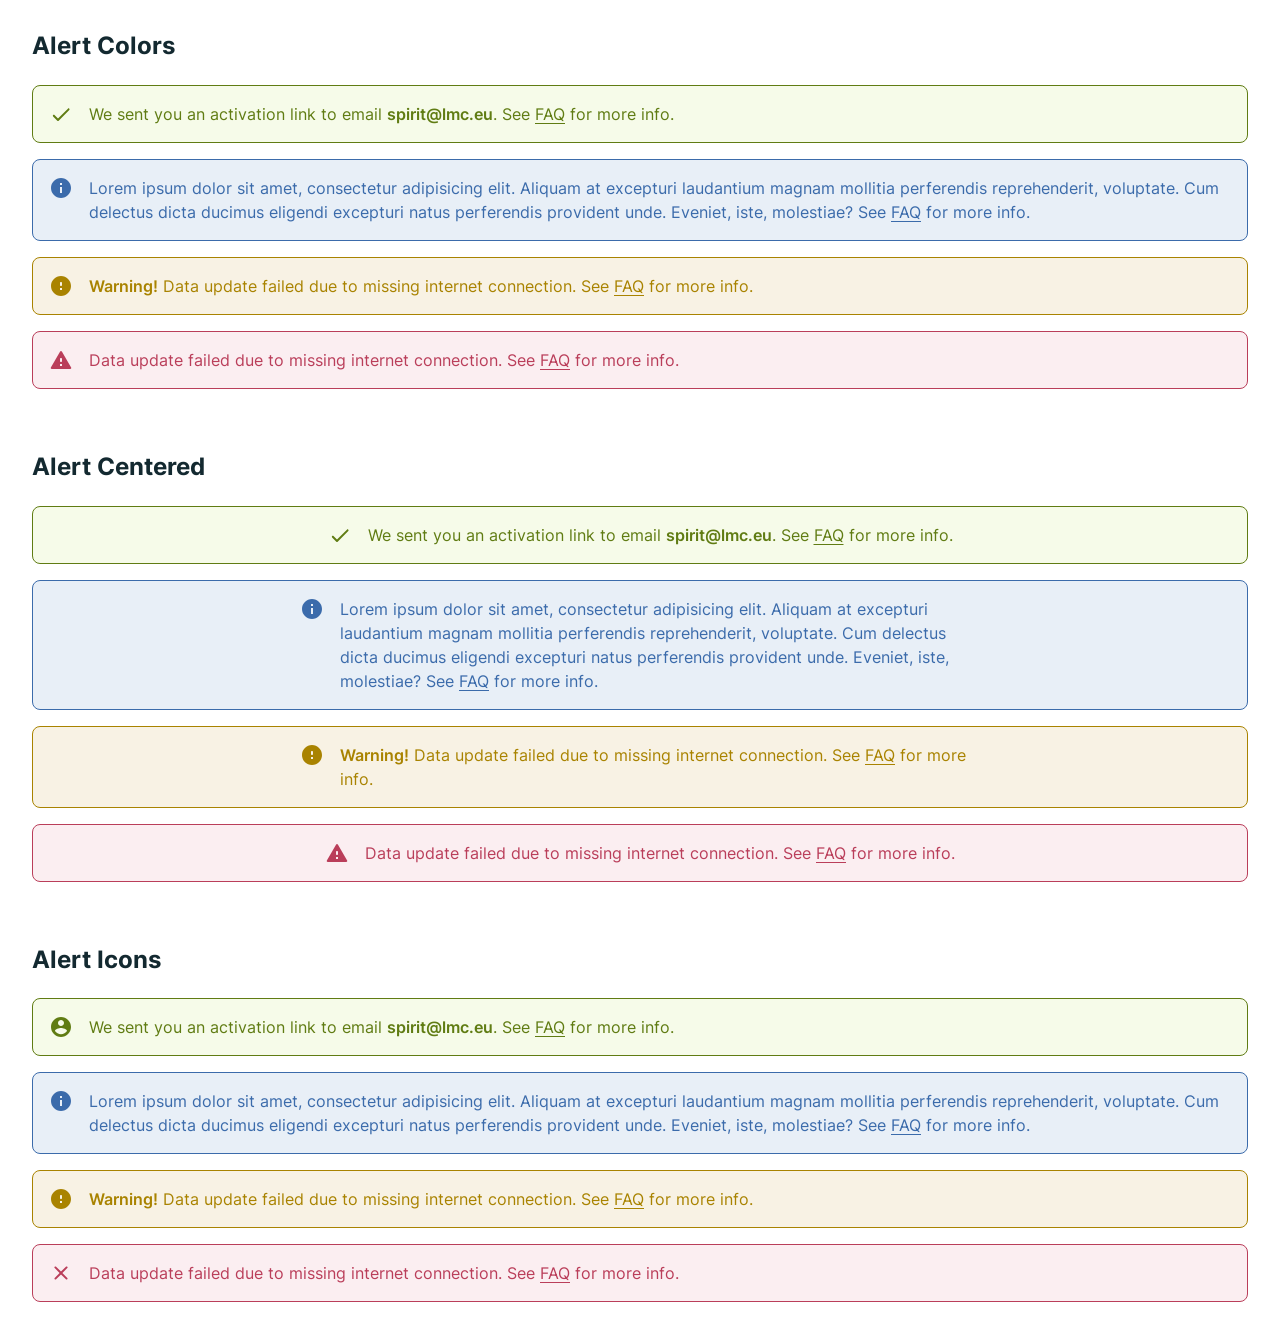 Alert Colors
We sent you an activation link to email spirit@lmc.eu. See FAQ for more info.
Lorem ipsum dolor sit amet, consectetur adipisicing elit. Aliquam at excepturi laudantium magnam mollitia perferendis reprehenderit, voluptate. Cum
delectus dicta ducimus eligendi excepturi natus perferendis provident unde. Eveniet, iste, molestiae? See FAQ for more info.
Warning! Data update failed due to missing internet connection. See FAQ for more info.
Data update failed due to missing internet connection. See FAQ for more info.
Alert Centered
We sent you an activation link to email spirit@lmc.eu. See FAQ for more info.
Lorem ipsum dolor sit amet, consectetur adipisicing elit. Aliquam at excepturi
laudantium magnam mollitia perferendis reprehenderit, voluptate. Cum delectus
dicta ducimus eligendi excepturi natus perferendis provident unde. Eveniet, iste,
molestiae? See FAQ for more info.
Warning! Data update failed due to missing internet connection. See FAQ for more
info.
Data update failed due to missing internet connection. See FAQ for more info.
Alert Icons
We sent you an activation link to email spirit@lmc.eu. See FAQ for more info.
Lorem ipsum dolor sit amet, consectetur adipisicing elit. Aliquam at excepturi laudantium magnam mollitia perferendis reprehenderit, voluptate. Cum
delectus dicta ducimus eligendi excepturi natus perferendis provident unde. Eveniet, iste, molestiae? See FAQ for more info.
Warning! Data update failed due to missing internet connection. See FAQ for more info.
Data update failed due to missing internet connection. See FAQ for more info.